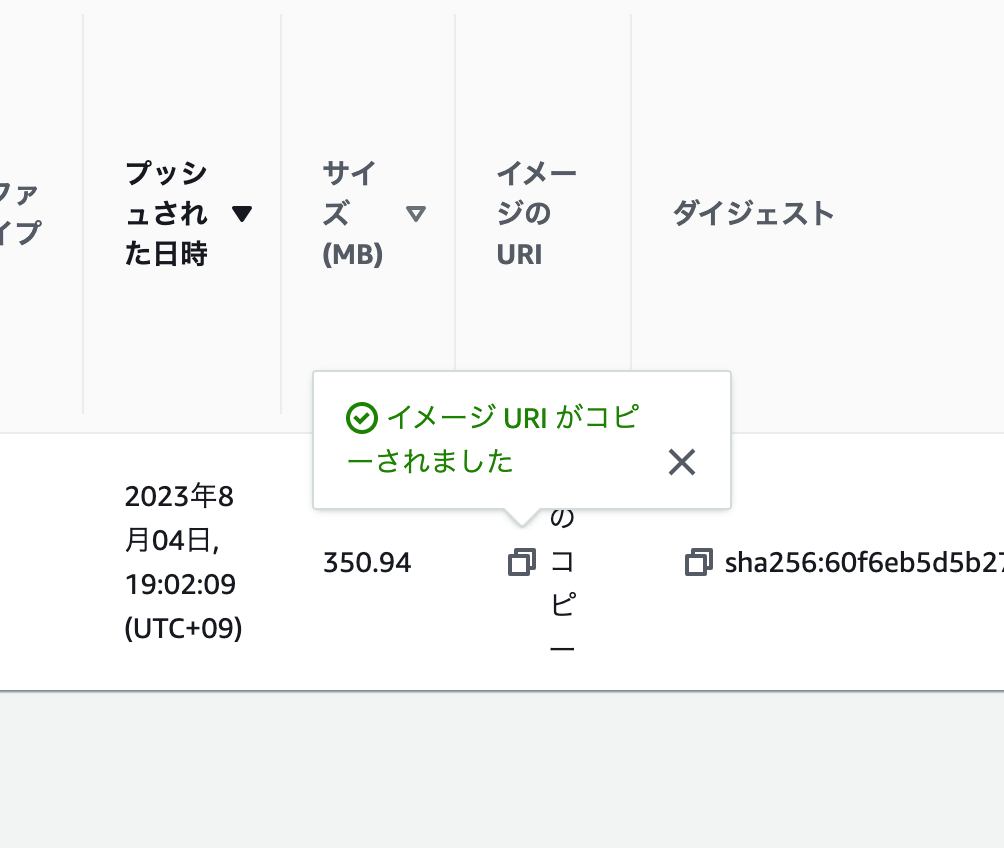 ファ
イプ
プッシ
ュされ
た日時
サイ
ズ
(MB)
イメー
ジの
URI
ダイジェスト
イメージ URI がコピ
ーされました
2023年8
月04日,
19:02:09
(UTC+09)
350.94
の
コ
ピ
ー
sha256:60f6eb5d5b27